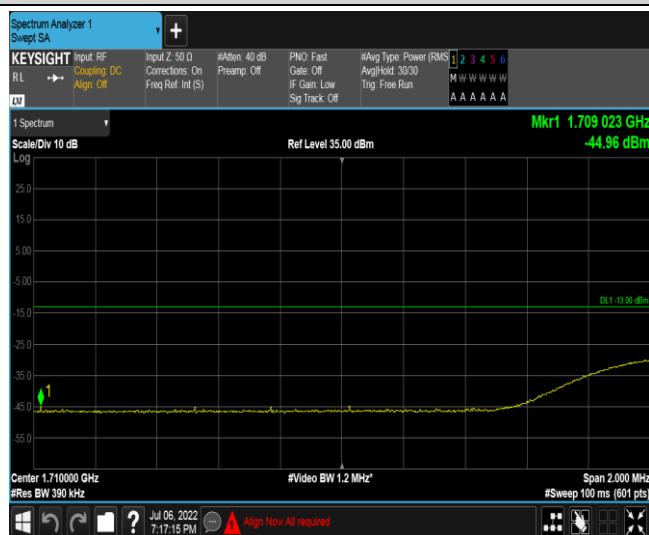 Spectrum Analyzer 1
Swept SA
+
KEYSIGHT
RL
LXI
Input: RF
Coupling: DC
Align: Off
Input Z: 50 Ω
Corrections: On
Freq Ref: Int (S)
#Atten: 40 dB
Preamp: Off
PNO: Fast
Gate: Off
IF Gain: Low
Sig Track: Off
#Avg Type: Power (RMS
Avg|Hold: 30/30
Trig: Free Run
1 2 3 4 5 6
M W W W W W
A A A A A A
1 Spectrum
Scale/Div 10 dB
Log
Ref Level 35.00 dBm
Mkr1 1.709 023 GHz
-44.96 dBm
25.0
15.0
5.00
-5.00
DL1 -13.00 dBm
-15.0
-25.0
-35.0
1
-45.0
-55.0
Center 1.710000 GHz
#Res BW 390 kHz
#Video BW 1.2 MHz*
Span 2.000 MHz
#Sweep 100 ms (601 pts)
?
Jul 06, 2022
7:17:15 PM
Align Now All required